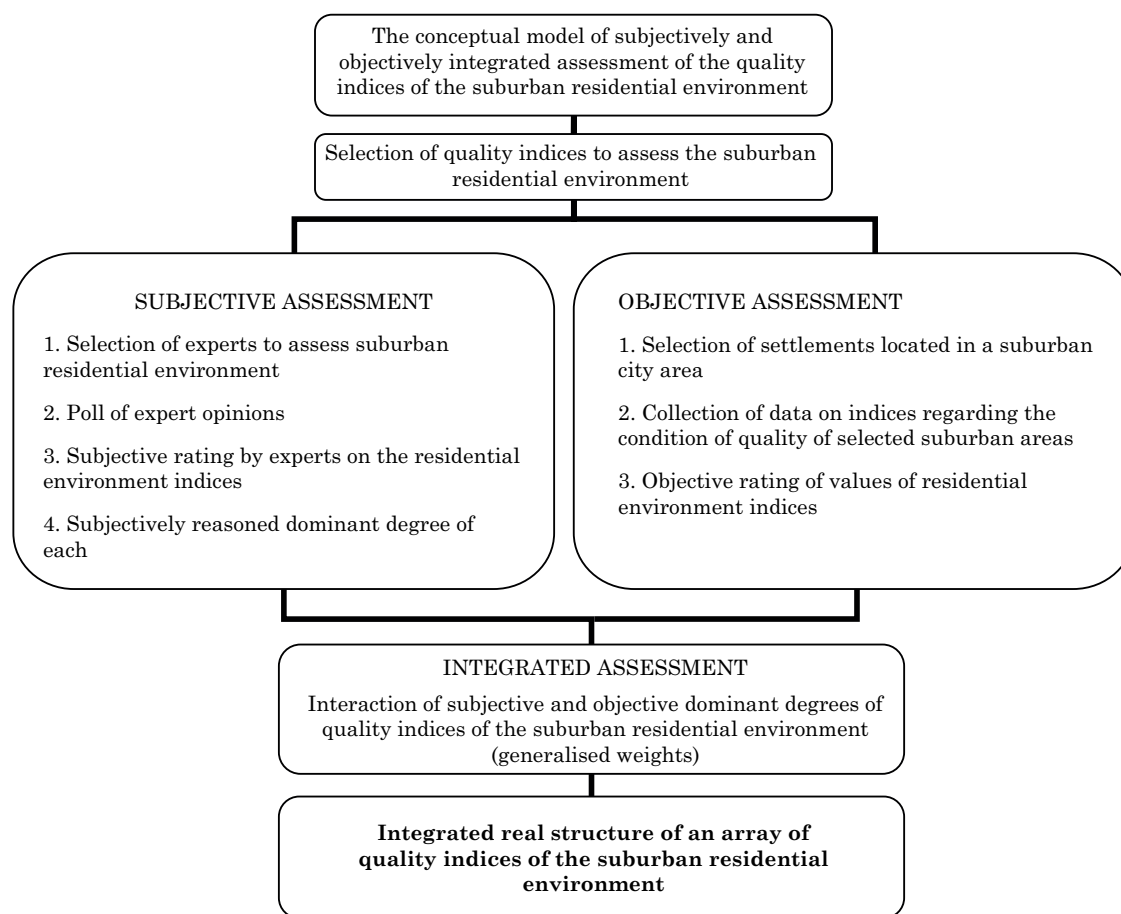 The conceptual model of subjectively and
objectively integrated assessment of the quality
indices of the suburban residential environment
Selection of quality indices to assess the suburban
residential environment
SUBJECTIVE ASSESSMENT
1. Selection of experts to assess suburban
residential environment
2. Poll of expert opinions
3. Subjective rating by experts on the residential
environment indices
4. Subjectively reasoned dominant degree of
each
OBJECTIVE ASSESSMENT
1. Selection of settlements located in a suburban
city area
2. Collection of data on indices regarding the
condition of quality of selected suburban areas
3. Objective rating of values of residential
environment indices
INTEGRATED ASSESSMENT
Interaction of subjective and objective dominant degrees of
quality indices of the suburban residential environment
(generalised weights)
Integrated real structure of an array of
quality indices of the suburban residential
environment